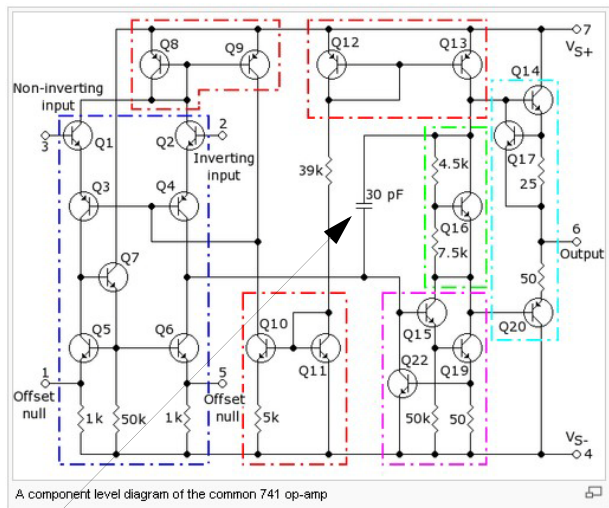 Q8
Q9
Q12
Q13
7
VS+
Q14
Non-inverting
input
3
Q1
Q2
2
Inverting
input
Q17
25
39k
4.5k
30 pF
Q3
Q4
Q16
7.5k
6
Output
Q7
50
Q5
Q6
Q10
Q11
Q15
Q20
Q22
Q19
1
Offset
null
5
Offset
null
1k
50k
1k
5k
50k
50
VS-
4
A component level diagram of the common 741 op-amp